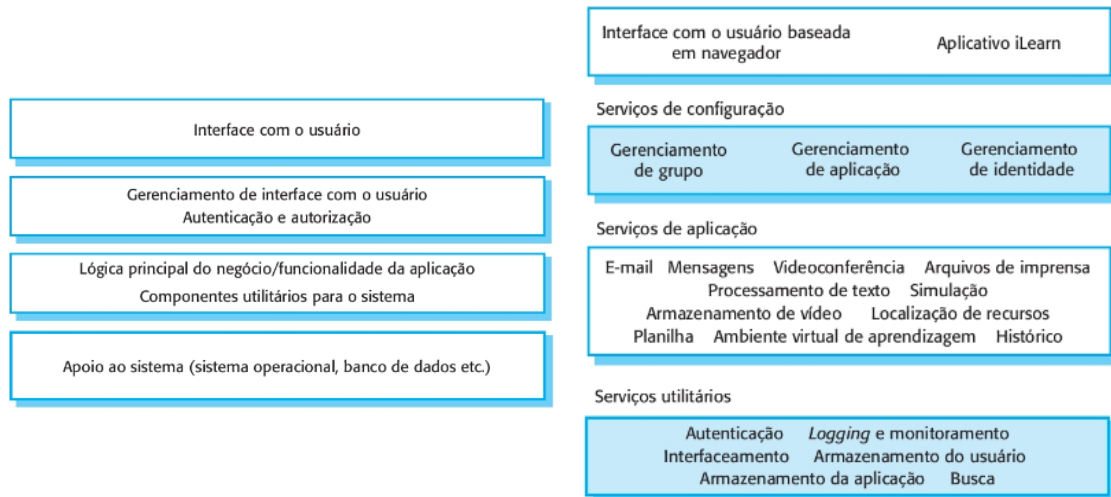 Interface com o usuário
Gerenciamento de interface com o usuário
Autenticação e autorização
Lógica principal do negócio/funcionalidade da aplicação
Componentes utilitários para o sistema
Apoio ao sistema (sistema operacional, banco de dados etc.)
Interface com o usuário baseada
em navegador
Aplicativo iLearn
Serviços de configuração
Gerenciamento
de grupo
Gerenciamento
de aplicação
Gerenciamento
de identidade
Serviços de aplicação
E-mail Mensagens Videoconferência Arquivos de imprensa
Processamento de texto Simulação
Armazenamento de vídeo Localização de recursos
Planilha Ambiente virtual de aprendizagem Histórico
Serviços utilitários
Autenticação Logging e monitoramento
Interfaceamento Armazenamento do usuário
Armazenamento da aplicação Busca